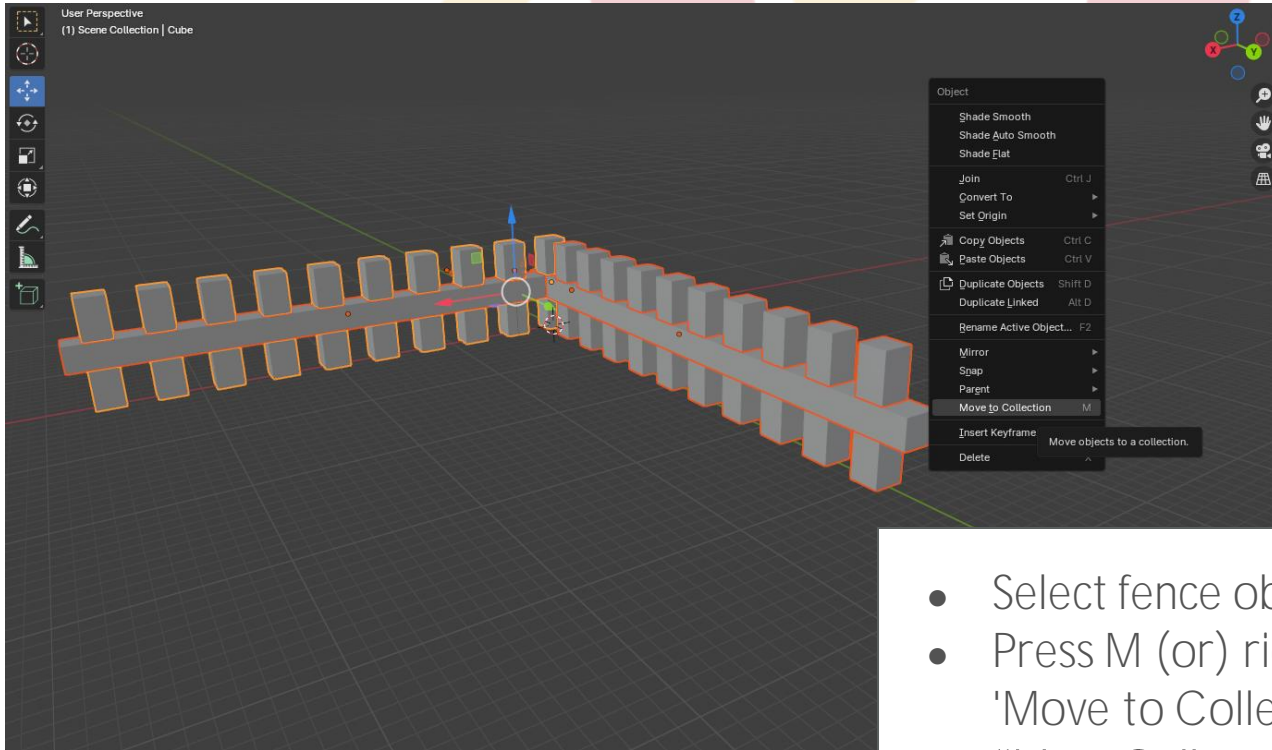 User Perspective
(1) Scene Collection | Cube
Z
X
Y
Object
Shade Smooth
Shade Auto Smooth
Shade Flat
Join Ctrl J
Convert To
Set Origin
Copy Objects Ctrl C
Paste Objects Ctrl V
Duplicate Objects Shift D
Duplicate Linked Alt D
Rename Active Object... F2
Mirror
Snap
Parent
Move to Collection M
Insert Keyframe
Move objects to a collection.
Delete X
Select fence ob
Press M (or) ri
'Move to Colle